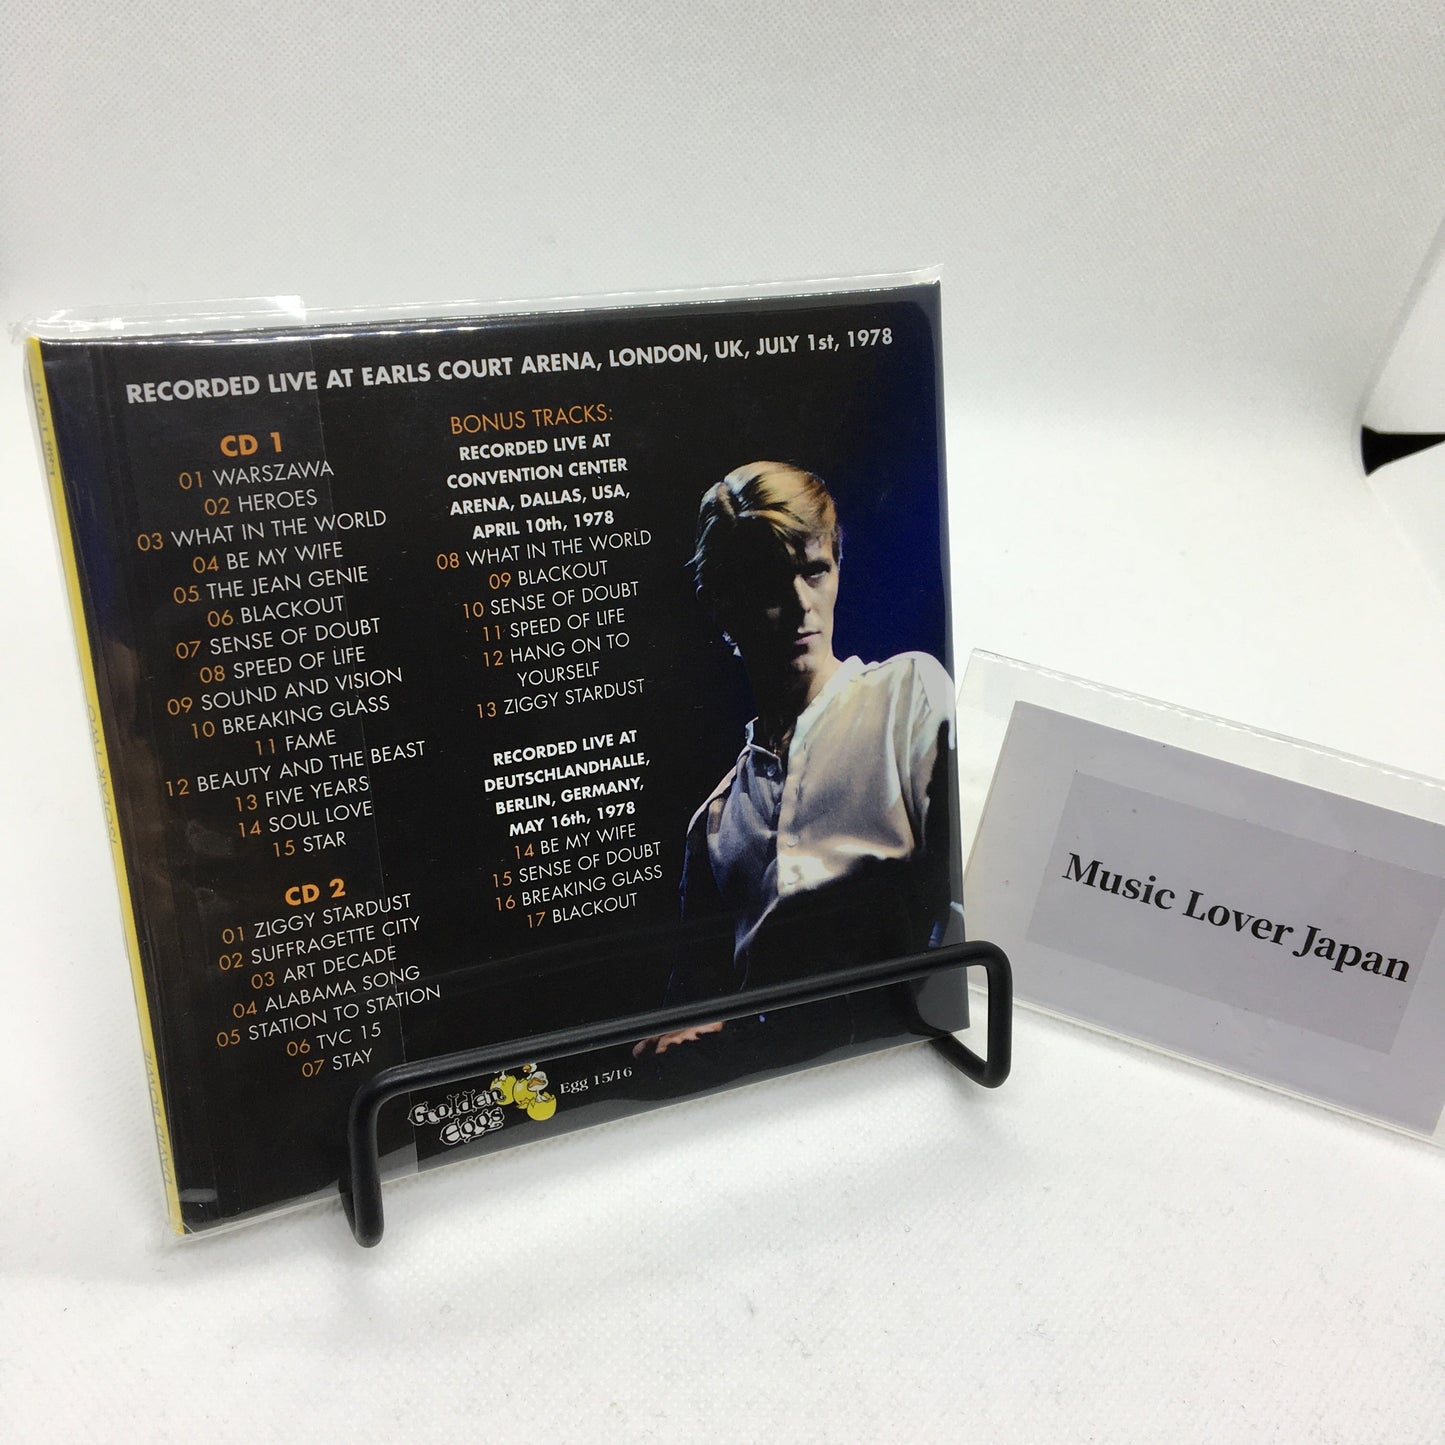 RECORDED LIVE AT EARLS COURT ARENA, LONDON, UK, JULY 1st, 1978
CD 1
01 WARSZAWA
02 HEROES
03 WHAT IN THE WORLD
04 BE MY WIFE
05 THE JEAN GENIE
06 BLACKOUT
07 SENSE OF DOUBT
08 SPEED OF LIFE
09 SOUND AND VISION
10 BREAKING GLASS
11 FAME
12 BEAUTY AND THE BEAST
13 FIVE YEARS
14 SOUL LOVE
15 STAR
CD 2
01 ZIGGY STARDUST
02 SUFFRAGETTE CITY
03 ART DECADE
04 ALABAMA SONG
05 STATION TO STATION
06 TVC 15
07 STAY
BONUS TRACKS:
RECORDED LIVE AT
CONVENTION CENTER
ARENA, DALLAS, USA,
APRIL 10th, 1978
08 WHAT IN THE WORLD
09 BLACKOUT
10 SENSE OF DOUBT
11 SPEED OF LIFE
12 HANG ON TO
YOURSELF
13 ZIGGY STARDUST
RECORDED LIVE AT
DEUTSCHLANDHALLE,
BERLIN, GERMANY,
MAY 16th, 1978
14 BE MY WIFE
15 SENSE OF DOUBT
16 BREAKING GLASS
17 BLACKOUT
Golden
Eggs
Egg 15/16
DAVID BOWIE
ISOLAR TWO
Music Lover Japan